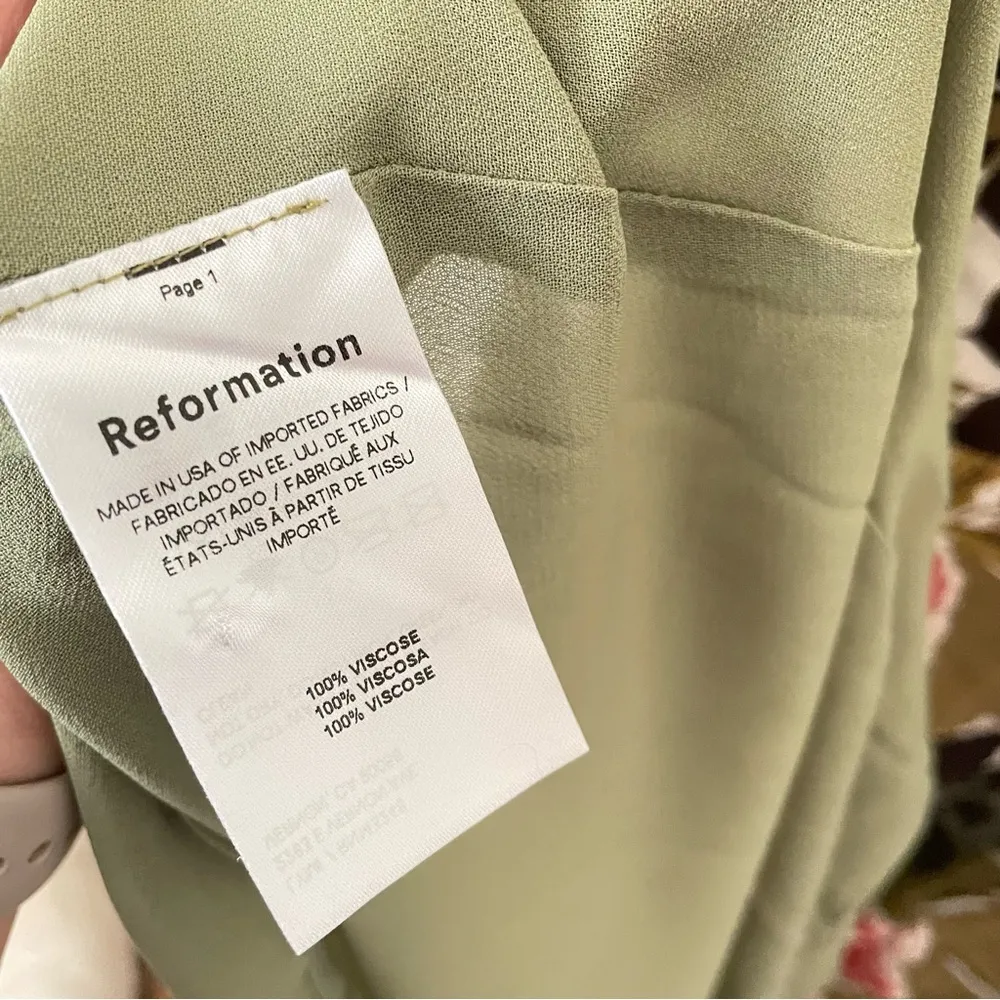 Page 1
Reformation
MADE IN USA OF IMPORTED FABRICS /
FABRICADO EN EE. UU. DE TEJIDO
IMPORTADO / FABRIQUÉ AUX
ÉTATS-UNIS À PARTIR DE TISSU
IMPORTÉ
100% VISCOSE
100% VISCOSA
100% VISCOSE